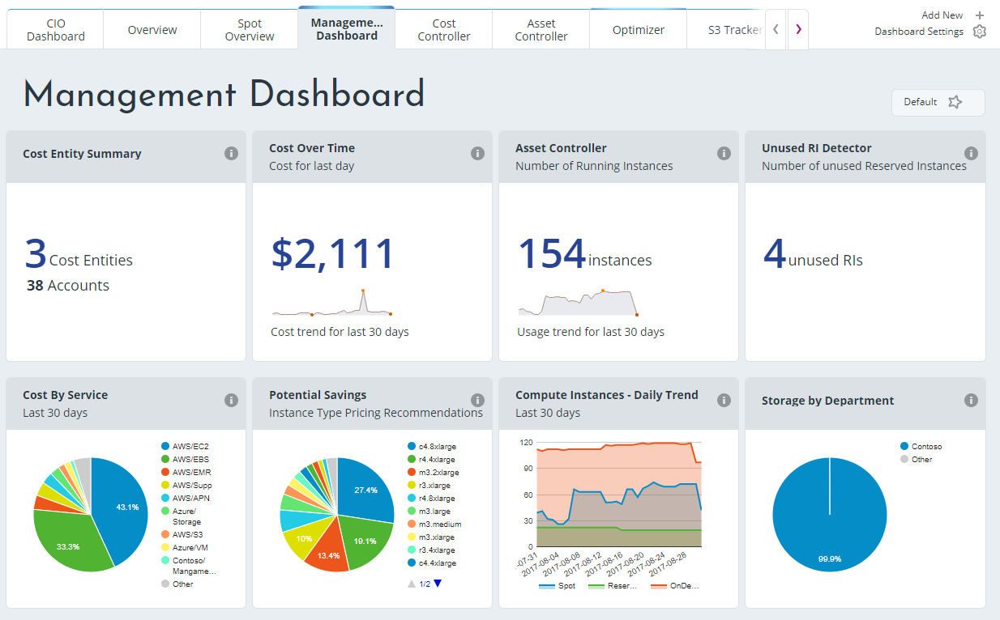 CIO
Dashboard
Overview
Spot
Overview
Manageme...
Dashboard
Cost
Controller
Asset
Controller
Optimizer
S3 Tracker
Add New
Dashboard Settings
Management Dashboard
Default
Cost Entity Summary
3 Cost Entities
38 Accounts
Cost Over Time
Cost for last day
$2,111
Cost trend for last 30 days
Asset Controller
Number of Running Instances
154 instances
Usage trend for last 30 days
Unused RI Detector
Number of unused Reserved Instances
4 unused RIs
Cost By Service
Last 30 days
43.1%
33.3%
AWS/EC2
AWS/EBS
AWS/EMR
AWS/Supp
AWS/APN
Azure/
Storage
AWS/S3
Azure/VM
Contoso/
Mangame...
Other
Potential Savings
Instance Type Pricing Recommendations
27.4%
19.1%
13.4%
10%
c4.8xlarge
r4.4xlarge
m3.2xlarge
r3.xlarge
r4.8xlarge
m3.large
m3.medium
m3.xlarge
r3.4xlarge
c4.4xlarge
1/2
Compute Instances - Daily Trend
Last 30 days
120
90
60
30
0
..-07-31
2017-08-04
2017-08-08
2017-08-12
2017-08-16
2017-08-20
2017-08-24
2017-08-28
Spot
Reser...
OnDe...
Storage by Department
99.9%
Contoso
Other